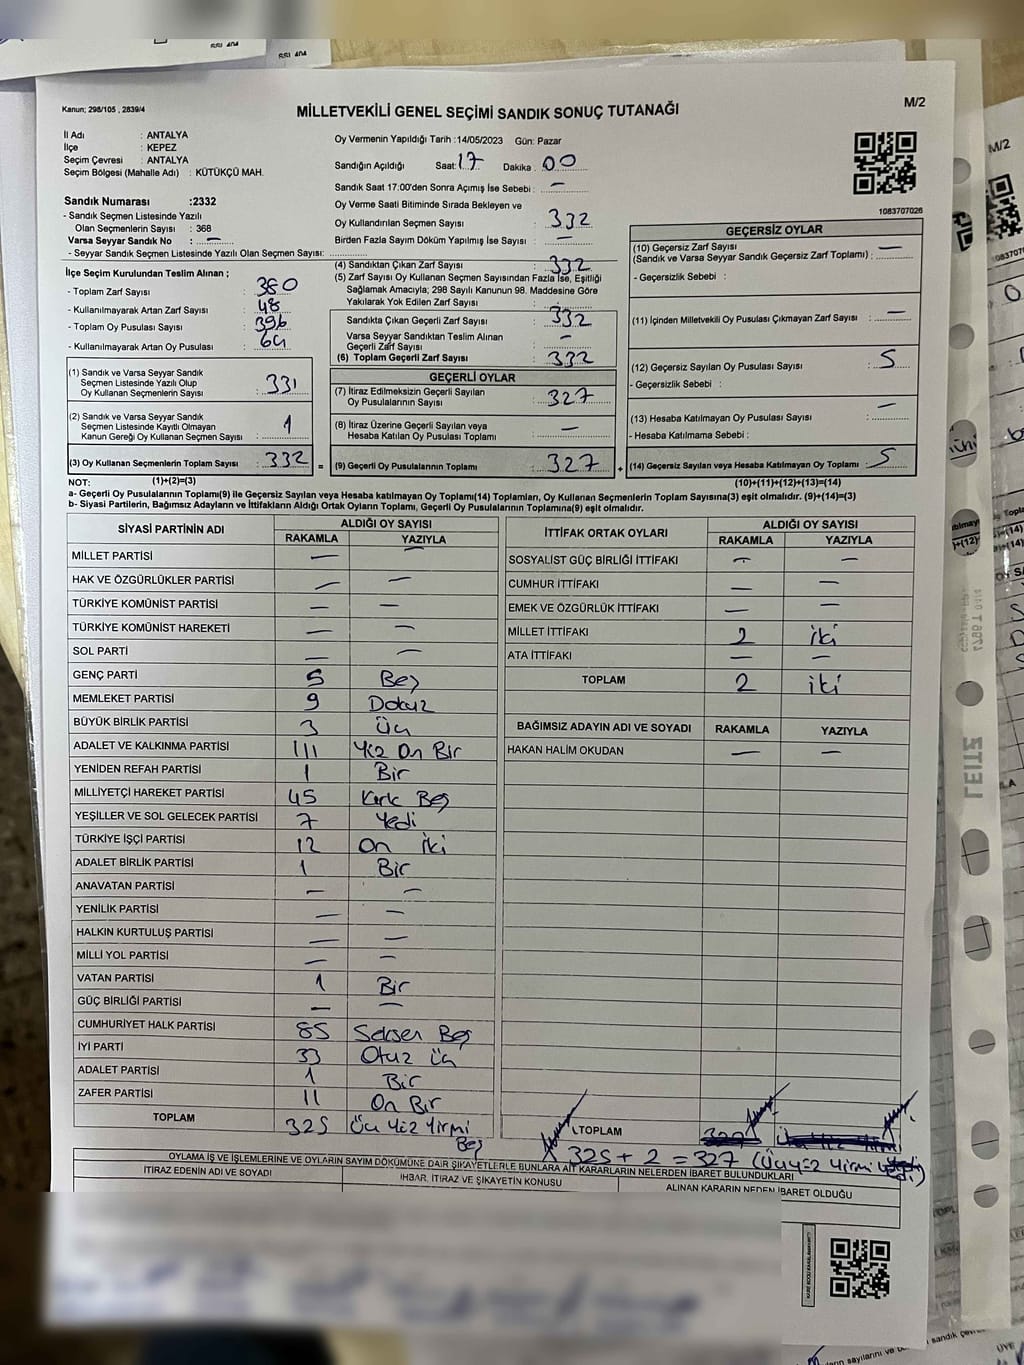 SSI 404
SSI 404
Kanun; 298/105 , 2839/4
MİLLETVEKİLİ GENEL SEÇİMİ SANDIK SONUÇ TUTANAĞI
M/2
İl Adı : ANTALYA
İlçe : KEPEZ
Seçim Çevresi : ANTALYA
Seçim Bölgesi (Mahalle Adı) : KÜTÜKÇÜ MAH.
Oy Vermenin Yapıldığı Tarih :14/05/2023 Gün: Pazar
Sandığın Açıldığı Saat: 17 Dakika : 00
Sandık Saat 17:00'den Sonra Açımış İse Sebebi : —
Oy Verme Saati Bitiminde Sırada Bekleyen ve
Oy Kullandırılan Seçmen Sayısı : 332
Birden Fazla Sayım Döküm Yapılmış İse Sayısı : —
1083707026
Sandık Numarası :2332
- Sandık Seçmen Listesinde Yazılı
Olan Seçmenlerin Sayısı : 368
Varsa Seyyar Sandık No : —
- Seyyar Sandık Seçmen Listesinde Yazılı Olan Seçmen Sayısı:
İlçe Seçim Kurulundan Teslim Alınan ;
- Toplam Zarf Sayısı : 380
- Kullanılmayarak Artan Zarf Sayısı : 48
- Toplam Oy Pusulası Sayısı : 396
- Kullanılmayarak Artan Oy Pusulası : 64
(1) Sandık ve Varsa Seyyar Sandık
Seçmen Listesinde Yazılı Olup
Oy Kullanan Seçmenlerin Sayısı : 331
(2) Sandık ve Varsa Seyyar Sandık
Seçmen Listesinde Kayıtlı Olmayan
Kanun Gereği Oy Kullanan Seçmen Sayısı : 1
(3) Oy Kullanan Seçmenlerin Toplam Sayısı : 332 =
(4) Sandıktan Çıkan Zarf Sayısı : 332
(5) Zarf Sayısı Oy Kullanan Seçmen Sayısından Fazla İse, Eşitliği
Sağlamak Amacıyla; 298 Sayılı Kanunun 98. Maddesine Göre
Yakılarak Yok Edilen Zarf Sayısı :
Sandıkta Çıkan Geçerli Zarf Sayısı : 332
Varsa Seyyar Sandıktan Teslim Alınan
Geçerli Zarf Sayısı : —
(6) Toplam Geçerli Zarf Sayısı : 332
GEÇERLİ OYLAR
(7) İtiraz Edilmeksizin Geçerli Sayılan
Oy Pusulalarının Sayısı : 327
(8) İtiraz Üzerine Geçerli Sayılan veya
Hesaba Katılan Oy Pusulası Toplamı : —
(9) Geçerli Oy Pusulalarının Toplamı : 327 +
GEÇERSİZ OYLAR
(10) Geçersiz Zarf Sayısı —
(Sandık ve Varsa Seyyar Sandık Geçersiz Zarf Toplamı) :
- Geçersizlik Sebebi :
(11) İçinden Milletvekili Oy Pusulası Çıkmayan Zarf Sayısı : —
(12) Geçersiz Sayılan Oy Pusulası Sayısı : 5
- Geçersizlik Sebebi :
(13) Hesaba Katılmayan Oy Pusulası Sayısı : —
- Hesaba Katılmama Sebebi :
(14) Geçersiz Sayılan veya Hesaba Katılmayan Oy Toplamı : 5
NOT: (1)+(2)=(3) (10)+(11)+(12)+(13)=(14)
a- Geçerli Oy Pusulalarının Toplamı(9) ile Geçersiz Sayılan veya Hesaba katılmayan Oy Toplamı(14) Toplamları, Oy Kullanan Seçmenlerin Toplam Sayısına(3) eşit olmalıdır. (9)+(14)=(3)
b- Siyasi Partilerin, Bağımsız Adayların ve İttifakların Aldığı Ortak Oyların Toplamı, Geçerli Oy Pusulalarının Toplamına(9) eşit olmalıdır.
SİYASİ PARTİNİN ADI ALDIĞI OY SAYISI
RAKAMLA YAZIYLA
MİLLET PARTİSİ — —
HAK VE ÖZGÜRLÜKLER PARTİSİ — —
TÜRKİYE KOMÜNİST PARTİSİ — —
TÜRKİYE KOMÜNİST HAREKETİ — —
SOL PARTİ — —
GENÇ PARTİ 5 Beş
MEMLEKET PARTİSİ 9 Dokuz
BÜYÜK BİRLİK PARTİSİ 3 Üç
ADALET VE KALKINMA PARTİSİ 111 Yüz On Bir
YENİDEN REFAH PARTİSİ 1 Bir
MİLLİYETÇİ HAREKET PARTİSİ 45 Kırk Beş
YEŞİLLER VE SOL GELECEK PARTİSİ 7 Yedi
TÜRKİYE İŞÇİ PARTİSİ 12 On İki
ADALET BİRLİK PARTİSİ 1 Bir
ANAVATAN PARTİSİ — —
YENİLİK PARTİSİ — —
HALKIN KURTULUŞ PARTİSİ — —
MİLLİ YOL PARTİSİ — —
VATAN PARTİSİ 1 Bir
GÜÇ BİRLİĞİ PARTİSİ — —
CUMHURİYET HALK PARTİSİ 85 Seksen Beş
İYİ PARTİ 33 Otuz üç
ADALET PARTİSİ 1 Bir
ZAFER PARTİSİ 11 On Bir
TOPLAM 325 Üç Yüz Yirmi
Beş
İTTİFAK ORTAK OYLARI ALDIĞI OY SAYISI
RAKAMLA YAZIYLA
SOSYALİST GÜÇ BİRLİĞİ İTTİFAKI — —
CUMHUR İTTİFAKI — —
EMEK VE ÖZGÜRLÜK İTTİFAKI — —
MİLLET İTTİFAKI 2 iki
ATA İTTİFAKI — —
TOPLAM 2 iki
BAĞIMSIZ ADAYIN ADI VE SOYADI RAKAMLA YAZIYLA
HAKAN HALİM OKUDAN — —
TOPLAM 327
325 + 2 = 327 (Üçyüz Yirmi Yedi)
OYLAMA İŞ VE İŞLEMLERİNE VE OYLARIN SAYIM DÖKÜMÜNE DAİR ŞİKAYETLERLE BUNLARA AİT KARARLARIN NELERDEN İBARET BULUNDUKLARI
İTİRAZ EDENİN ADI VE SOYADI İHBAR, İTİRAZ VE ŞİKAYETİN KONUSU ALINAN KARARIN NEDEN İBARET OLDUĞU
M/2
LEITZ